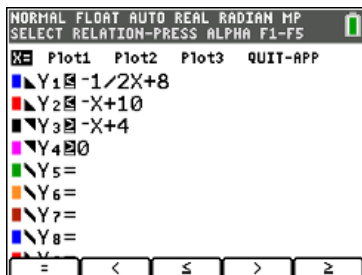 NORMAL FLOAT AUTO REAL RADIAN MP
SELECT RELATION-PRESS ALPHA F1-F5
X= Plot1 Plot2 Plot3 QUIT-APP
Y1≤-1/2X+8
Y2≤-X+10
Y3≥-X+4
Y4≥0
Y5=
Y6=
Y7=
Y8=
= < ≤ > ≥